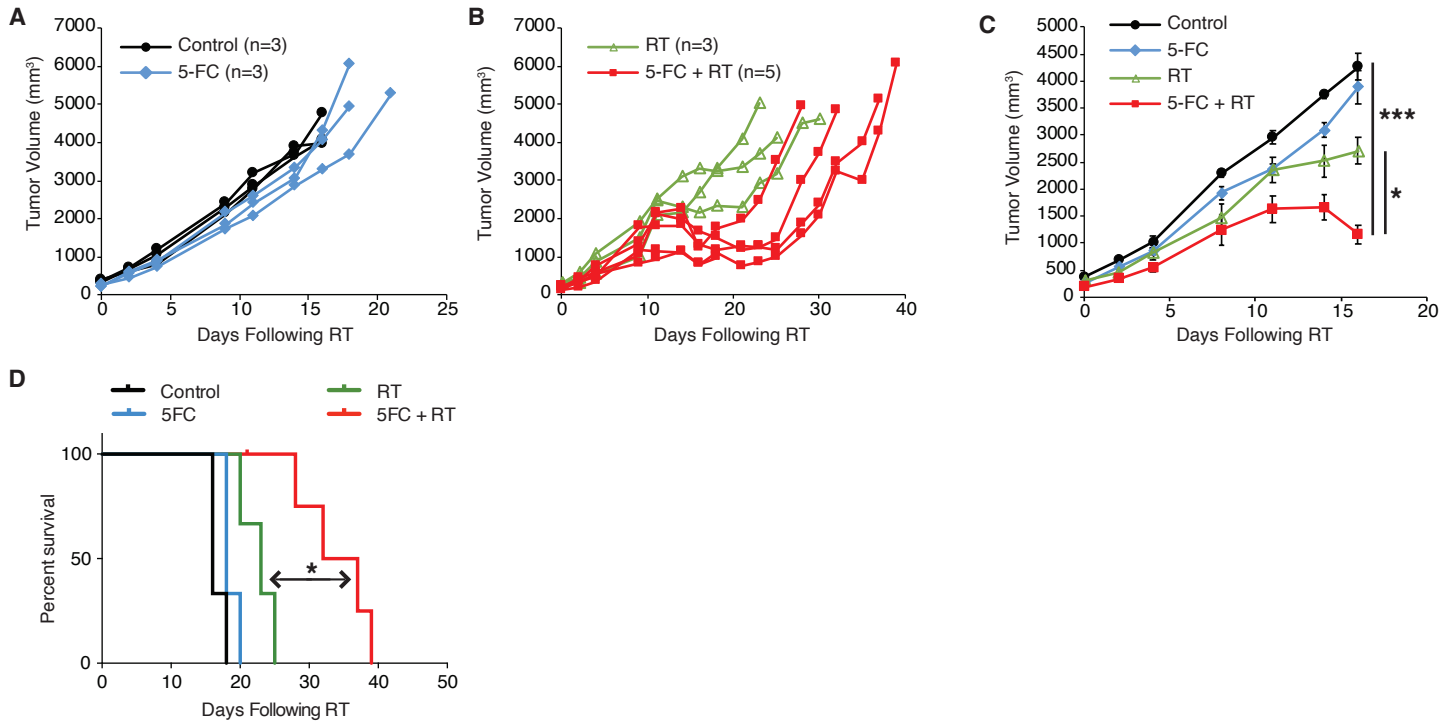 A
Tumor Volume (mm³)
7000
6000
5000
4000
3000
2000
1000
0
Control (n=3)
5-FC (n=3)
0 5 10 15 20 25
Days Following RT
B
Tumor Volume (mm³)
7000
6000
5000
4000
3000
2000
1000
0
RT (n=3)
5-FC + RT (n=5)
0 10 20 30 40
Days Following RT
C
Tumor Volume (mm³)
5000
4500
4000
3500
3000
2500
2000
1500
1000
500
0
Control
5-FC
RT
5-FC + RT
***
*
0 5 10 15 20
Days Following RT
D
Control RT
5FC 5FC + RT
Percent survival
100
50
0
*
0 10 20 30 40 50
Days Following RT